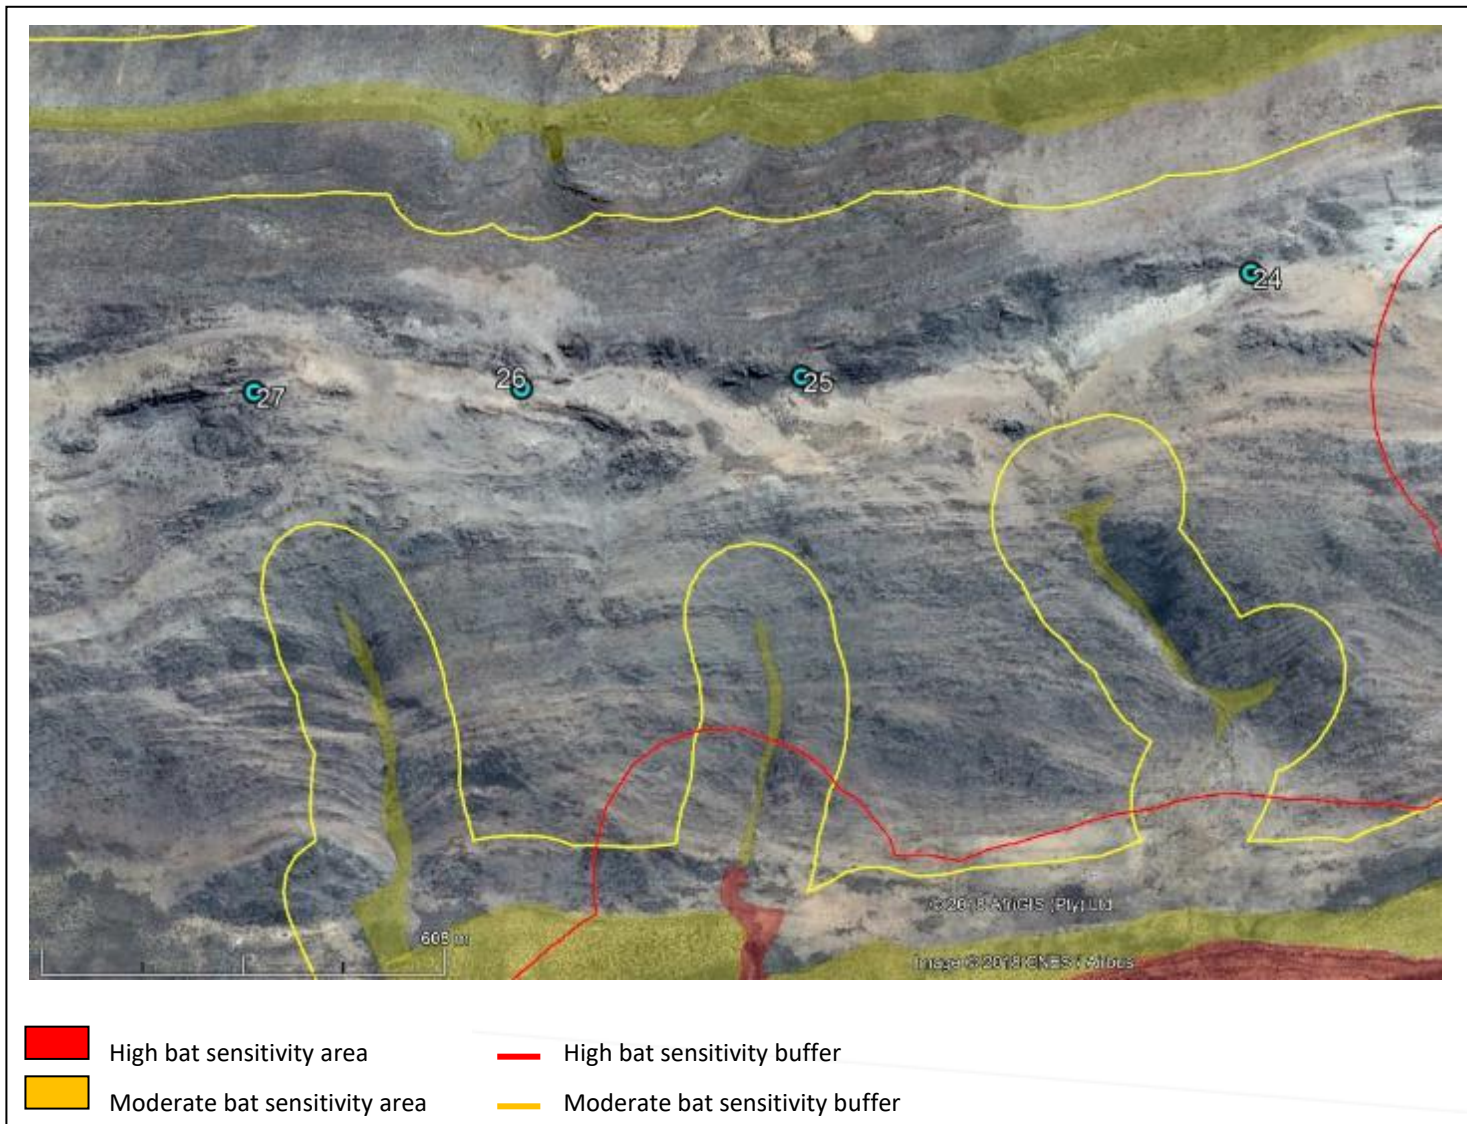 24
25
26
27
© 2018 AfriGIS (Pty) Ltd
608 m
Image © 2018 CNES / Airbus
High bat sensitivity area
High bat sensitivity buffer
Moderate bat sensitivity area
Moderate bat sensitivity buffer